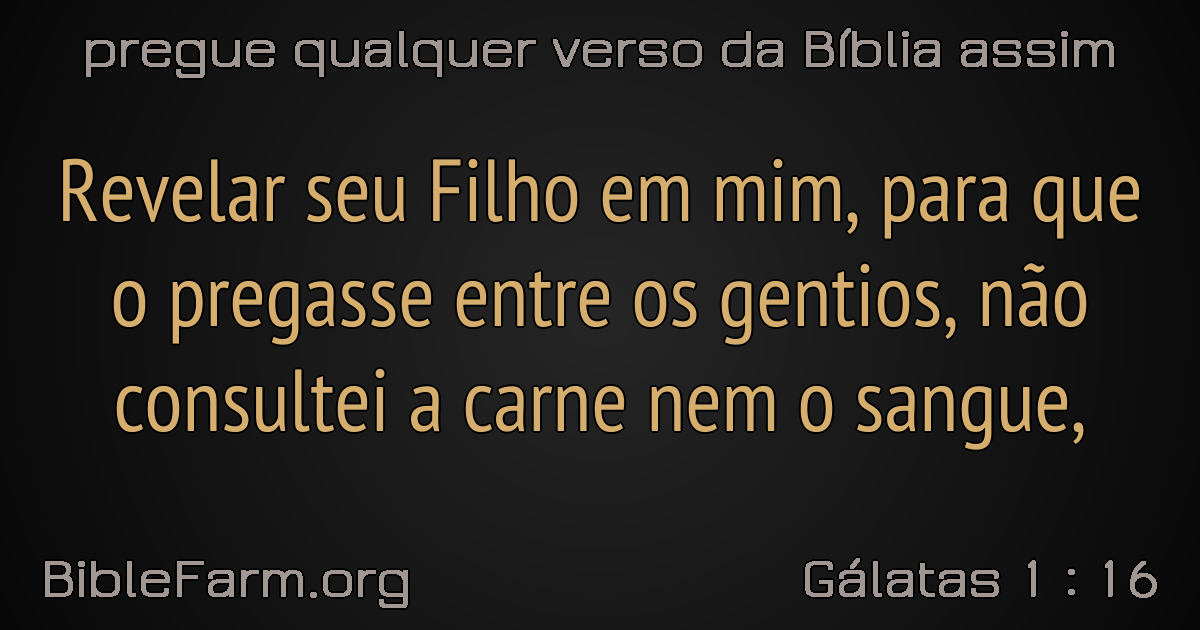 pregue qualquer verso da Bíblia assim
Revelar seu Filho em mim, para que
o pregasse entre os gentios, não
consultei a carne nem o sangue,
BibleFarm.org
Gálatas 1 : 16